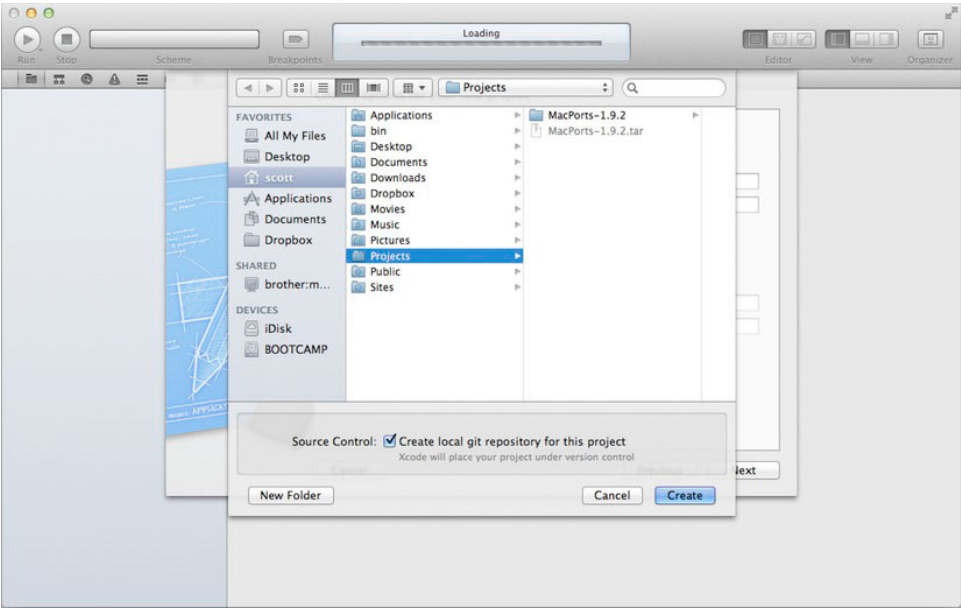 Loading
Run Stop Scheme Breakpoints Editor View Organizer
Projects
FAVORITES
All My Files
Desktop
scott
Applications
Documents
Dropbox
SHARED
brother:m...
DEVICES
iDisk
BOOTCAMP
Applications
bin
Desktop
Documents
Downloads
Dropbox
Movies
Music
Pictures
Projects
Public
Sites
MacPorts-1.9.2
MacPorts-1.9.2.tar
Source Control: Create local git repository for this project
Xcode will place your project under version control
Cancel Previous Next
New Folder Cancel Create